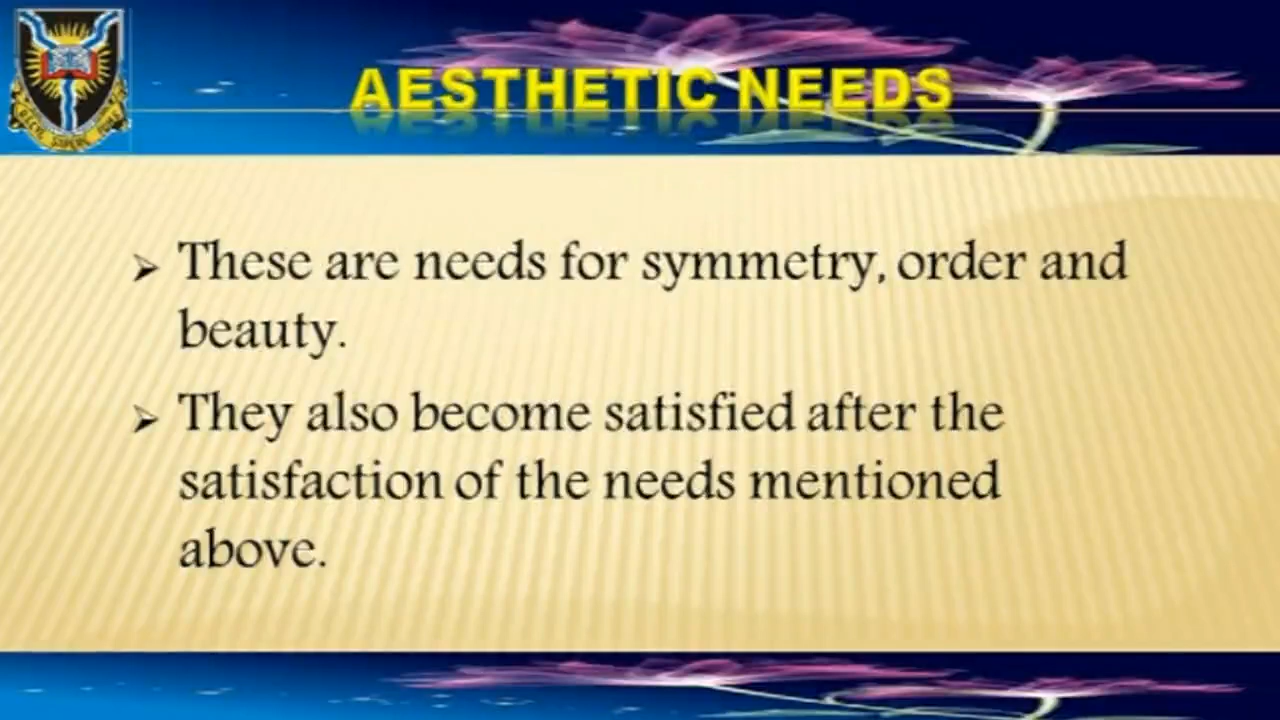 AESTHETIC NEEDS
These are needs for symmetry, order and
beauty.
They also become satisfied after the
satisfaction of the needs mentioned
above.